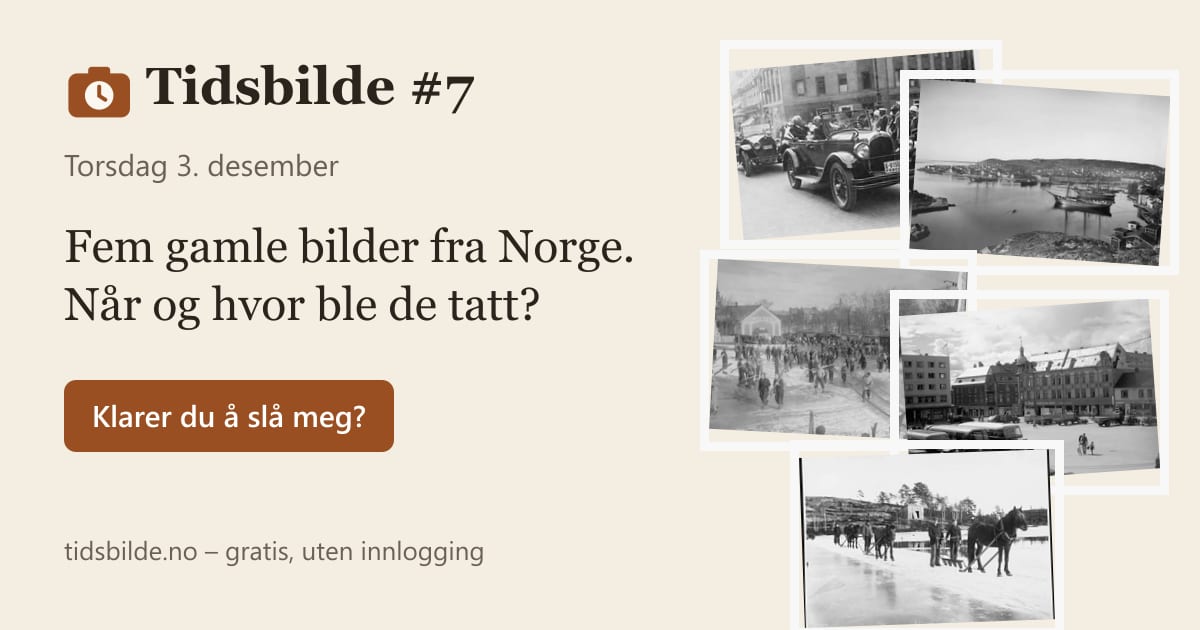 Tidsbilde #7
Torsdag 3. desember
Fem gamle bilder fra Norge.
Når og hvor ble de tatt?
Klarer du å slå meg?
tidsbilde.no – gratis, uten innlogging